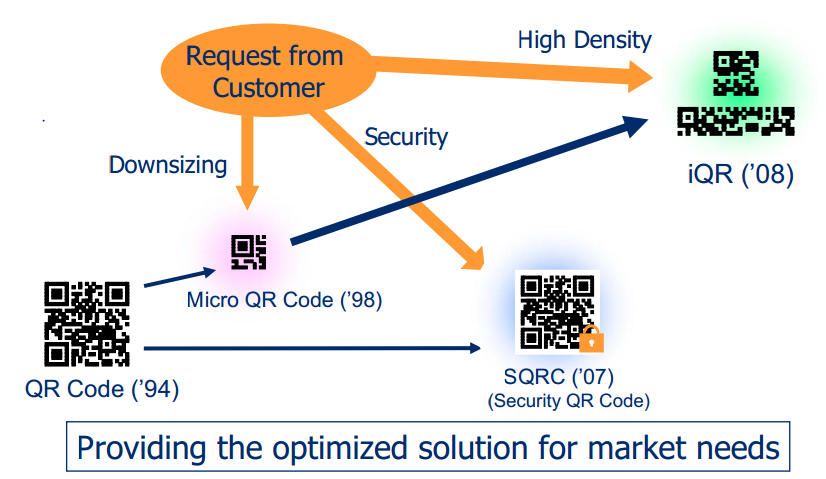 Request from
Customer
High Density
Security
Downsizing
iQR (’08)
Micro QR Code (’98)
QR Code (’94)
SQRC (’07)
(Security QR Code)
Providing the optimized solution for market needs